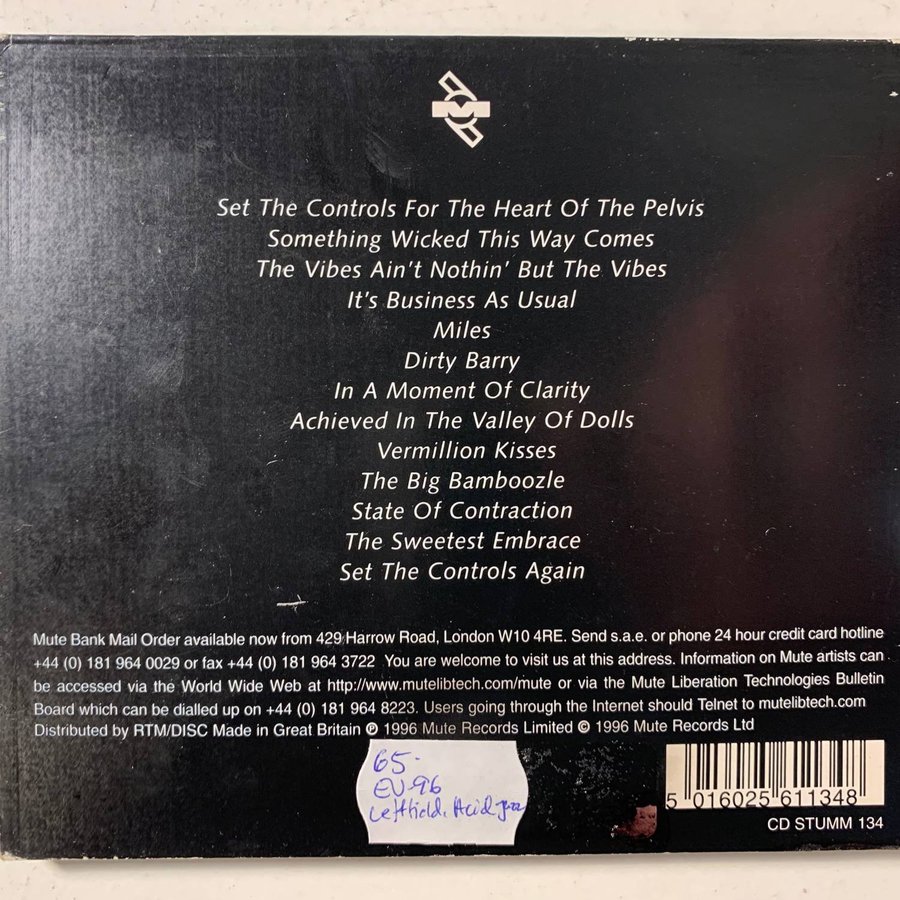 M
Set The Controls For The Heart Of The Pelvis
Something Wicked This Way Comes
The Vibes Ain't Nothin' But The Vibes
It's Business As Usual
Miles
Dirty Barry
In A Moment Of Clarity
Achieved In The Valley Of Dolls
Vermillion Kisses
The Big Bamboozle
State Of Contraction
The Sweetest Embrace
Set The Controls Again
Mute Bank Mail Order available now from 429 Harrow Road, London W10 4RE. Send s.a.e. or phone 24 hour credit card hotline
+44 (0) 181 964 0029 or fax +44 (0) 181 964 3722 You are welcome to visit us at this address. Information on Mute artists can
be accessed via the World Wide Web at http://www.mutelibtech.com/mute or via the Mute Liberation Technologies Bulletin
Board which can be dialled up on +44 (0) 181 964 8223. Users going through the Internet should Telnet to mutelibtech.com
Distributed by RTM/DISC Made in Great Britain ℗ 1996 Mute Records Limited © 1996 Mute Records Ltd
65-
EU-96
Leftfield, Acid-jazz
5 016025 611348
CD STUMM 134